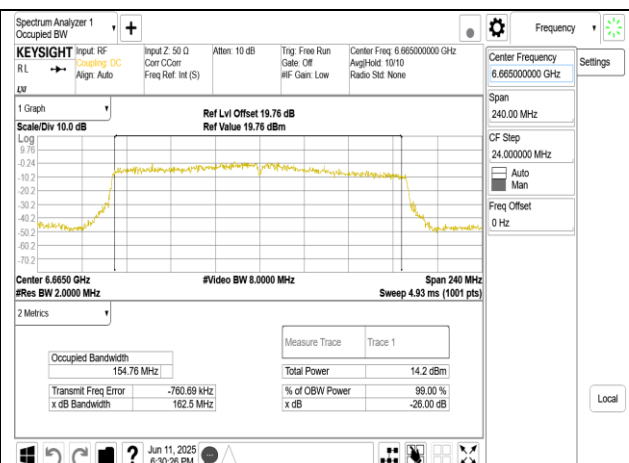 Spectrum Analyzer 1
Occupied BW
Frequency
KEYSIGHT
RL
LXI
Input: RF
Coupling: DC
Align: Auto
Input Z: 50 Ω
Corr CCorr
Freq Ref: Int (S)
Atten: 10 dB
Trig: Free Run
Gate: Off
#IF Gain: Low
Center Freq: 6.665000000 GHz
Avg|Hold: 10/10
Radio Std: None
Center Frequency
6.665000000 GHz
Settings
Span
240.00 MHz
CF Step
24.000000 MHz
Auto
Man
Freq Offset
0 Hz
Local
1 Graph
Scale/Div 10.0 dB
Ref Lvl Offset 19.76 dB
Ref Value 19.76 dBm
Log
9.76
-0.24
-10.2
-20.2
-30.2
-40.2
-50.2
-60.2
-70.2
Center 6.6650 GHz
#Video BW 8.0000 MHz
Span 240 MHz
#Res BW 2.0000 MHz
Sweep 4.93 ms (1001 pts)
2 Metrics
Measure Trace Trace 1
Occupied Bandwidth
154.76 MHz
Total Power 14.2 dBm
Transmit Freq Error -760.69 kHz
% of OBW Power 99.00 %
x dB Bandwidth 162.5 MHz
x dB -26.00 dB
Jun 11, 2025
6:30:26 PM